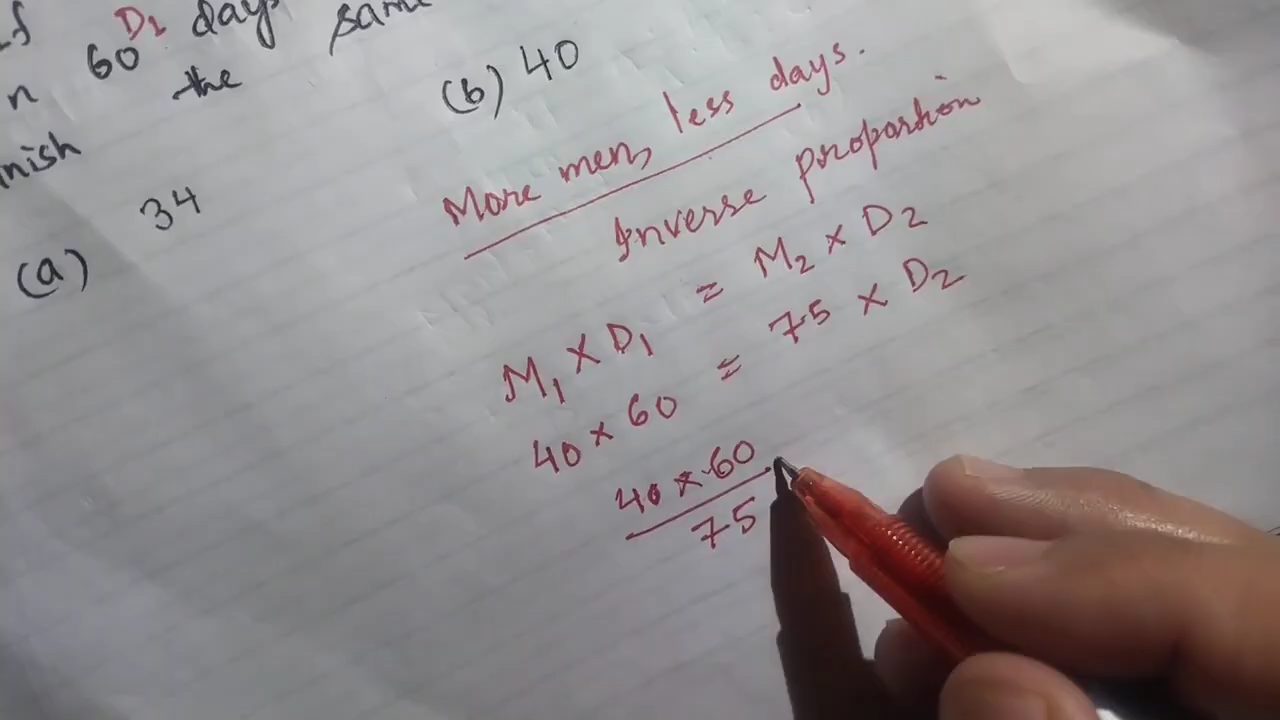 D1
60 days
the same
n
nish
(a) 34
(b) 40
More men, less days.
Inverse proportion
M1 × D1 = M2 × D2
40 × 60 = 75 × D2
40 × 60
75